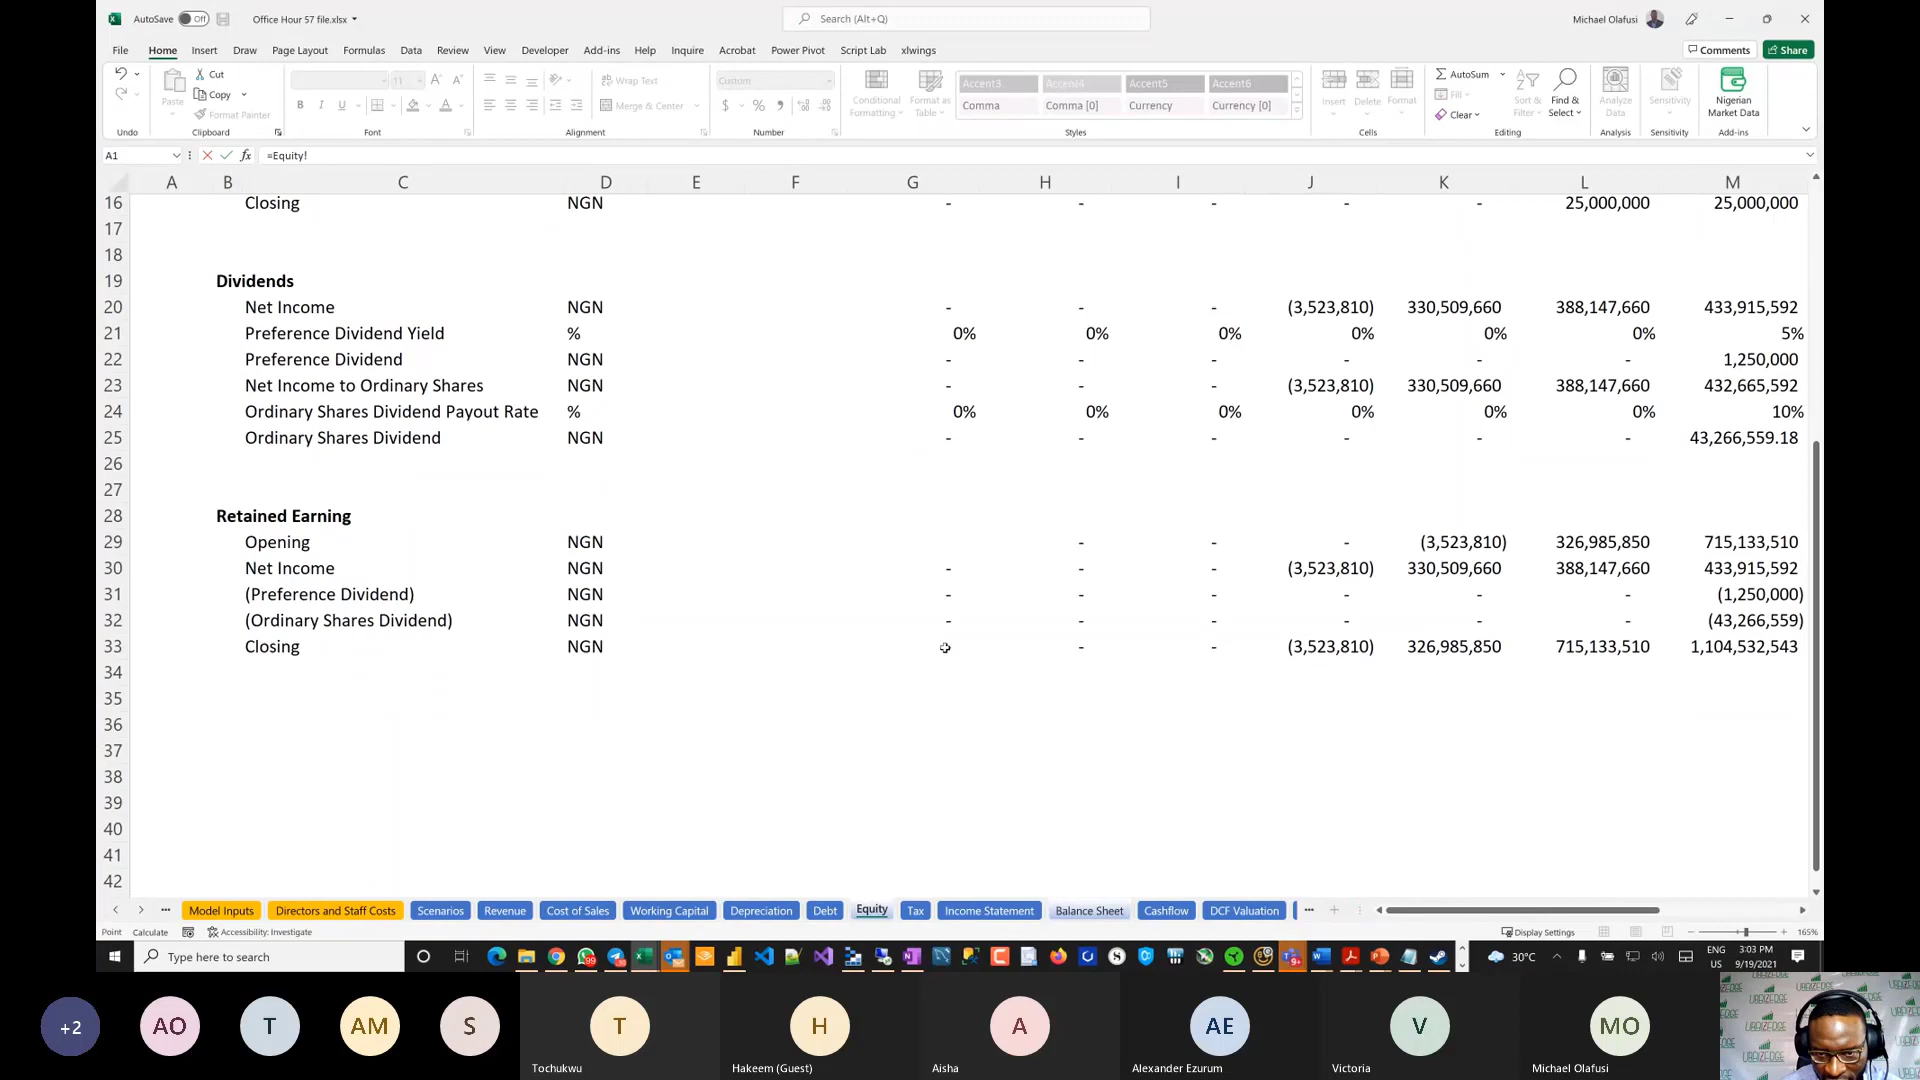 AutoSave Off Office Hour 57 file.xlsx Search (Alt+Q) Michael Olafusi
File Home Insert Draw Page Layout Formulas Data Review View Developer Add-ins Help Inquire Acrobat Power Pivot Script Lab xlwings Comments Share
Paste Cut Copy Format Painter
11
Wrap Text
Merge & Center
Custom
Conditional Formatting Format as Table
Accent3 Accent4 Accent5 Accent6
Comma Comma [0] Currency Currency [0]
Insert Delete Format
AutoSum Fill Clear
Sort & Filter Find & Select
Analyze Data Sensitivity Nigerian Market Data
Undo Clipboard Font Alignment Number Styles Cells Editing Analysis Sensitivity Add-ins
A1 fx =Equity!
A B C D E F G H I J K L M
16 Closing NGN - - - - - 25,000,000 25,000,000
17
18
19 Dividends
20 Net Income NGN - - - (3,523,810) 330,509,660 388,147,660 433,915,592
21 Preference Dividend Yield % 0% 0% 0% 0% 0% 0% 5%
22 Preference Dividend NGN - - - - - - 1,250,000
23 Net Income to Ordinary Shares NGN - - - (3,523,810) 330,509,660 388,147,660 432,665,592
24 Ordinary Shares Dividend Payout Rate % 0% 0% 0% 0% 0% 0% 10%
25 Ordinary Shares Dividend NGN - - - - - - 43,266,559.18
26
27
28 Retained Earning
29 Opening NGN - - - (3,523,810) 326,985,850 715,133,510
30 Net Income NGN - - - (3,523,810) 330,509,660 388,147,660 433,915,592
31 (Preference Dividend) NGN - - - - - - (1,250,000)
32 (Ordinary Shares Dividend) NGN - - - - - - (43,266,559)
33 Closing NGN - - (3,523,810) 326,985,850 715,133,510 1,104,532,543
34
35
36
37
38
39
40
41
42
Model Inputs Directors and Staff Costs Scenarios Revenue Cost of Sales Working Capital Depreciation Debt Equity Tax Income Statement Balance Sheet Cashflow DCF Valuation
Point Calculate Accessibility: Investigate Display Settings 165%
Type here to search 30°C ENG US 3:03 PM 9/19/2021
+2 AO T AM S T H A AE V MO
Tochukwu Hakeem (Guest) Aisha Alexander Ezurum Victoria Michael Olafusi